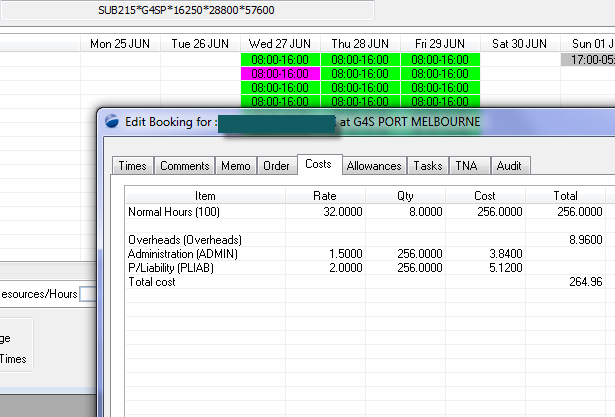 SUB215*G4SP*16250*28800*57600
Mon 25 JUN Tue 26 JUN Wed 27 JUN Thu 28 JUN Fri 29 JUN Sat 30 JUN Sun 01 J
08:00-16:00 08:00-16:00 08:00-16:00 17:00-05:
08:00-16:00 08:00-16:00 08:00-16:00
08:00-16:00 08:00-16:00 08:00-16:00
08:00-16:00 08:00-16:00 08:00-16:00
Edit Booking for : at G4S PORT MELBOURNE
Times Comments Memo Order Costs Allowances Tasks TNA Audit
Item Rate Qty Cost Total
Normal Hours (100) 32.0000 8.0000 256.0000 256.0000
Overheads (Overheads) 8.9600
Administration (ADMIN) 1.5000 256.0000 3.8400
P/Liability (PLIAB) 2.0000 256.0000 5.1200
Total cost 264.96
esources/Hours
ge
Times